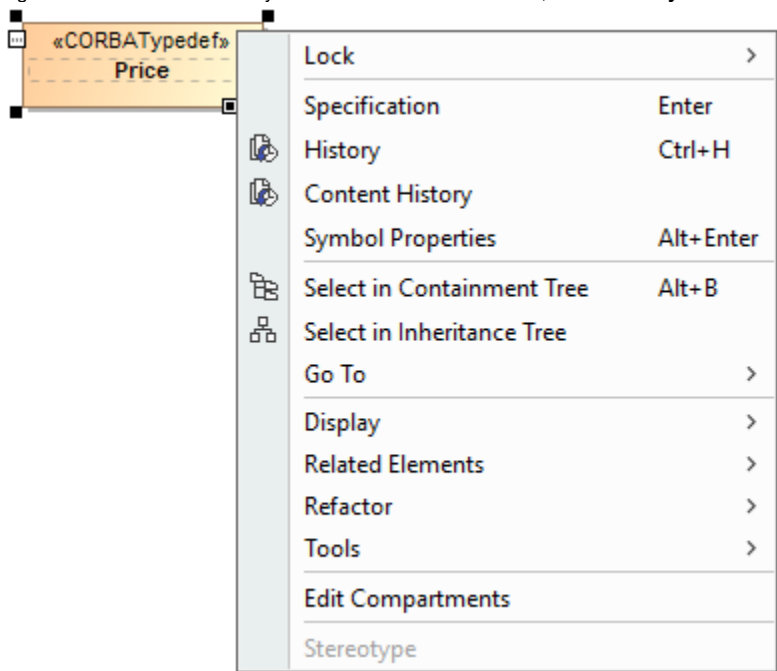 «CORBATypedef»
Price
Lock
Specification Enter
History Ctrl+H
Content History
Symbol Properties Alt+Enter
Select in Containment Tree Alt+B
Select in Inheritance Tree
Go To
Display
Related Elements
Refactor
Tools
Edit Compartments
Stereotype